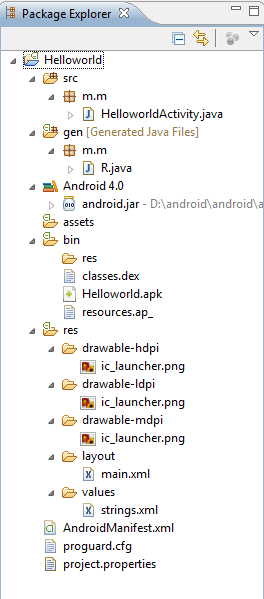 Package Explorer
Helloworld
src
m.m
HelloworldActivity.java
gen [Generated Java Files]
m.m
R.java
Android 4.0
android.jar - D:\android\android\a
assets
bin
res
classes.dex
Helloworld.apk
resources.ap_
res
drawable-hdpi
ic_launcher.png
drawable-ldpi
ic_launcher.png
drawable-mdpi
ic_launcher.png
layout
main.xml
values
strings.xml
AndroidManifest.xml
proguard.cfg
project.properties